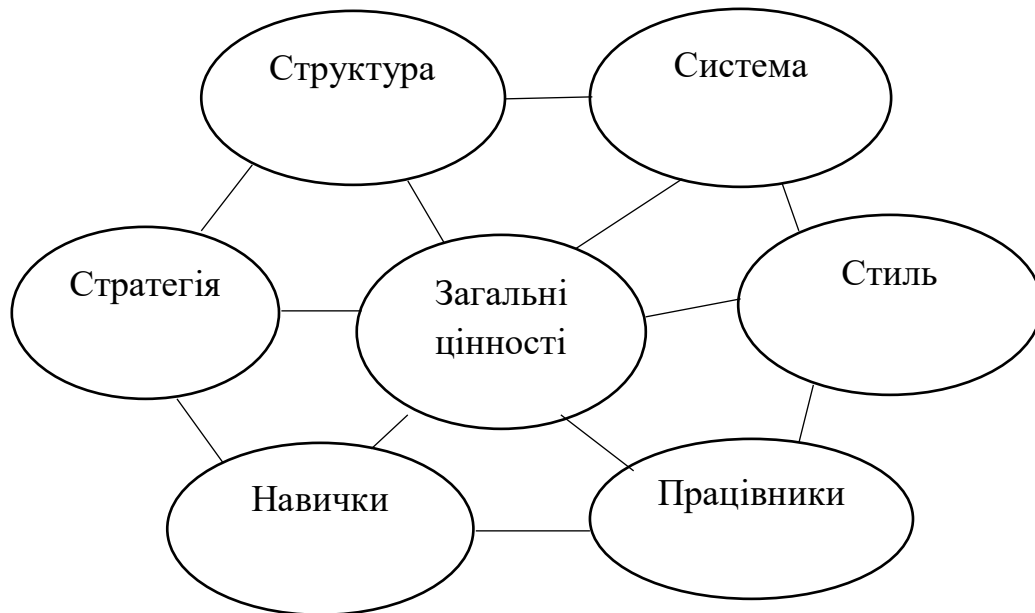 Структура
Система
Стратегія
Загальні
цінності
Стиль
Навички
Працівники